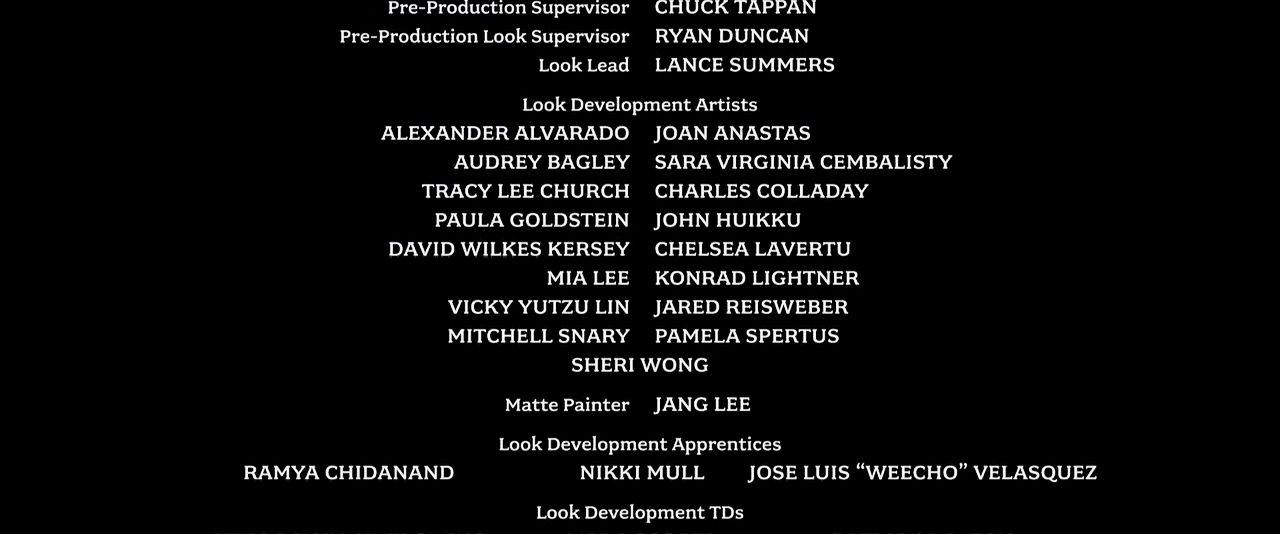 Pre-Production Supervisor CHUCK TAPPAN
Pre-Production Look Supervisor RYAN DUNCAN
Look Lead LANCE SUMMERS
Look Development Artists
ALEXANDER ALVARADO JOAN ANASTAS
AUDREY BAGLEY SARA VIRGINIA CEMBALISTY
TRACY LEE CHURCH CHARLES COLLADAY
PAULA GOLDSTEIN JOHN HUIKKU
DAVID WILKES KERSEY CHELSEA LAVERTU
MIA LEE KONRAD LIGHTNER
VICKY YUTZU LIN JARED REISWEBER
MITCHELL SNARY PAMELA SPERTUS
SHERI WONG
Matte Painter JANG LEE
Look Development Apprentices
RAMYA CHIDANAND NIKKI MULL JOSE LUIS “WEECHO” VELASQUEZ
Look Development TDs